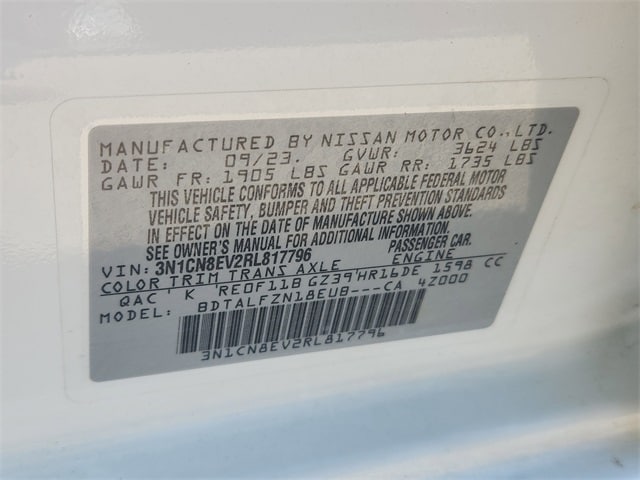 MANUFACTURED BY NISSAN MOTOR CO.,LTD.
DATE: 09/23. GVWR: 3624 LBS
GAWR FR: 1905 LBS GAWR RR: 1735 LBS
THIS VEHICLE CONFORMS TO ALL APPLICABLE FEDERAL MOTOR
VEHICLE SAFETY, BUMPER AND THEFT PREVENTION STANDARDS
IN EFFECT ON THE DATE OF MANUFACTURE SHOWN ABOVE.
SEE OWNER'S MANUAL FOR ADDITIONAL INFORMATION.
VIN: 3N1CN8EV2RL817796 PASSENGER CAR.
COLOR TRIM TRANS AXLE ENGINE
QAC K RE0F11B GZ39 HR16DE 1598 CC
MODEL: BDTALFZN18EUB---CA 4Z000
3N1CN8EV2RL817796